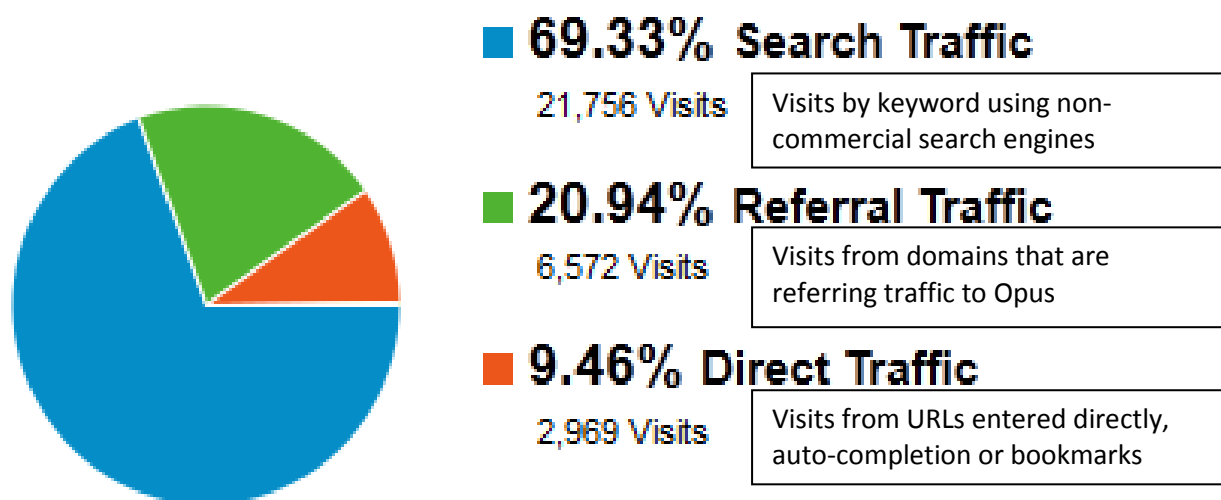 69.33% Search Traffic
21,756 Visits
Visits by keyword using non-
commercial search engines
20.94% Referral Traffic
6,572 Visits
Visits from domains that are
referring traffic to Opus
9.46% Direct Traffic
2,969 Visits
Visits from URLs entered directly,
auto-completion or bookmarks